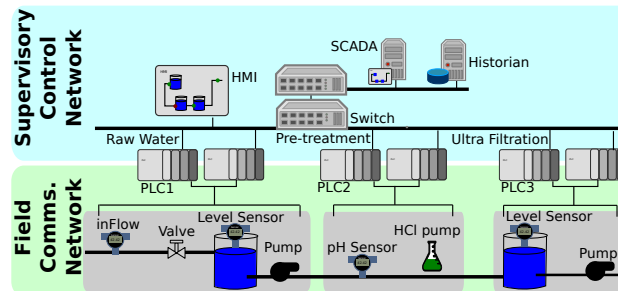 Supervisory
Control
Network
SCADA
Historian
HMI
Switch
Raw Water
Pre-treatment
Ultra Filtration
PLC1
PLC2
PLC3
Field
Comms.
Network
inFlow
Valve
Level Sensor
Pump
pH Sensor
HCl pump
Level Sensor
Pump